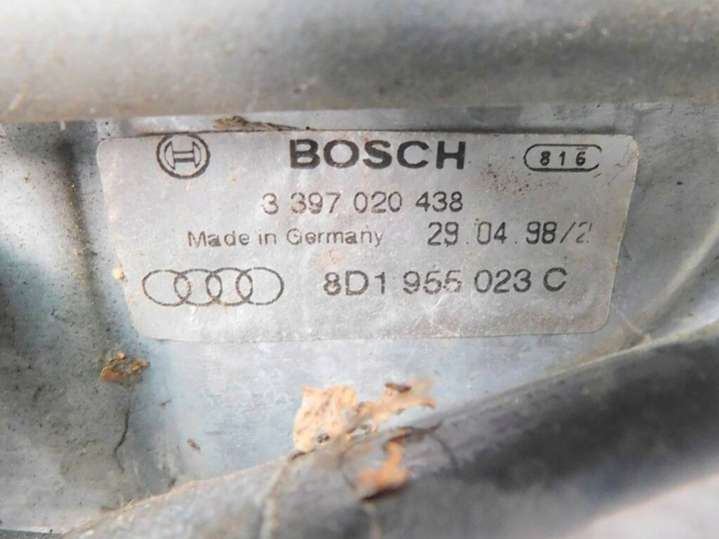 BOSCH 816
3 397 020 438
Made in Germany 29.04.98/2
8D1 955 023 C